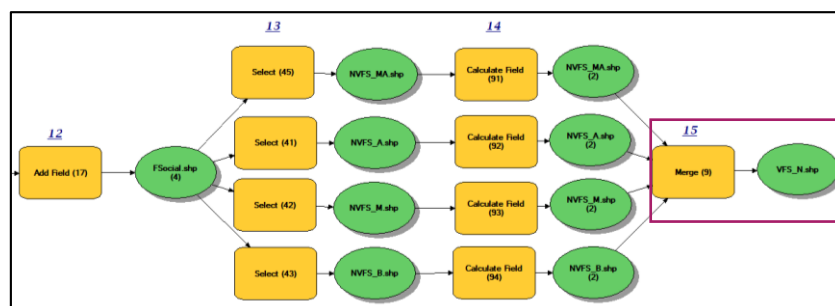 13
14
Select (45)
NVFS_MA.shp
Calculate Field
(91)
NVFS_MA.shp
(2)
12
15
Add Field (17)
FSocial.shp
(4)
Select (41)
NVFS_A.shp
Calculate Field
(92)
NVFS_A.shp
(2)
Merge (9)
VFS_N.shp
Select (42)
NVFS_M.shp
Calculate Field
(93)
NVFS_M.shp
(2)
Select (43)
NVFS_B.shp
Calculate Field
(94)
NVFS_B.shp
(2)